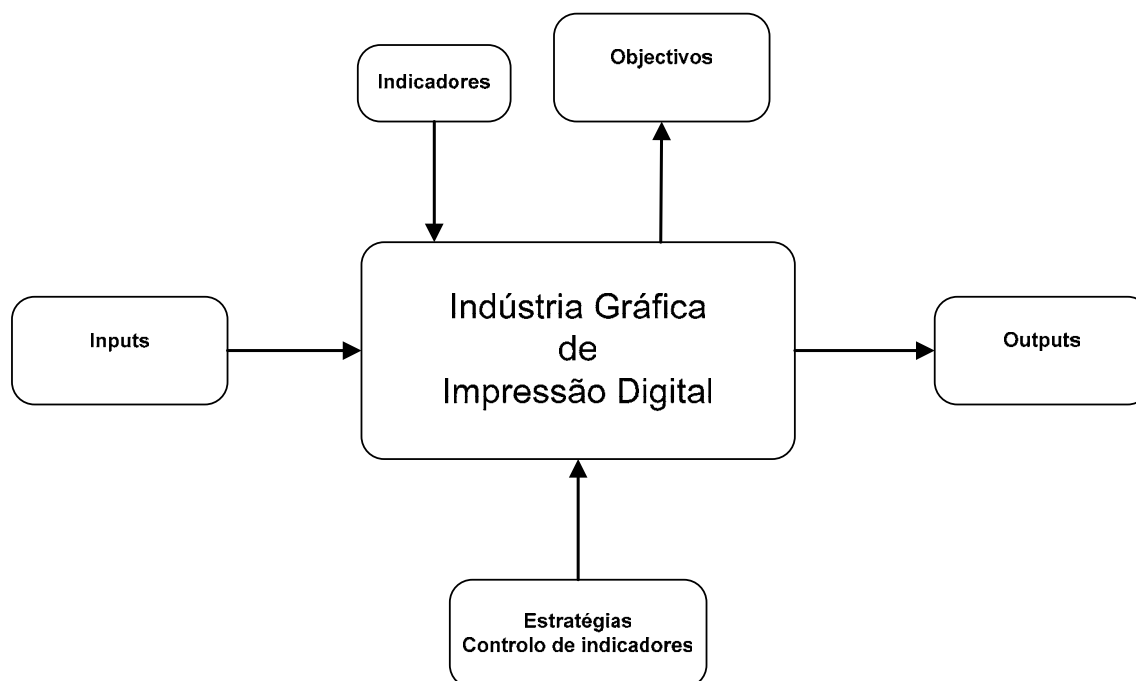 Indicadores
Objectivos
Inputs
Indústria Gráfica
de
Impressão Digital
Outputs
Estratégias
Controlo de indicadores